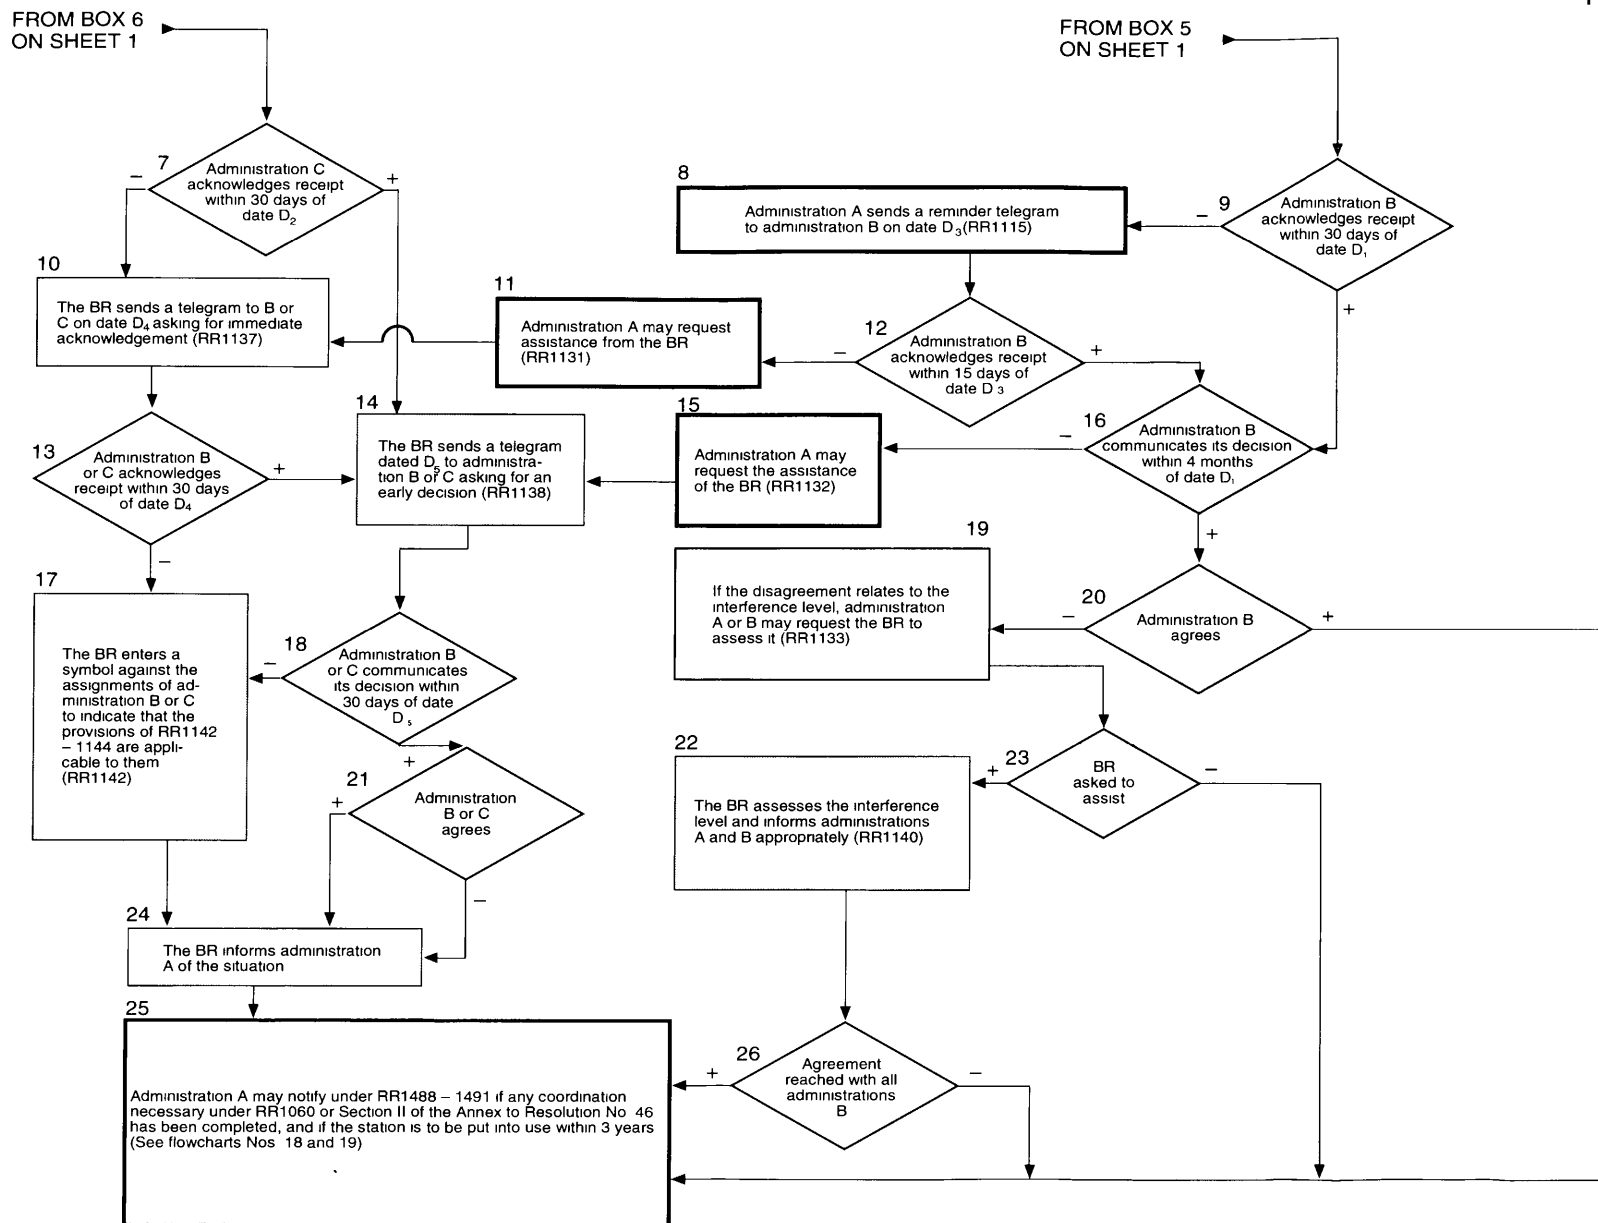 FROM BOX 6
ON SHEET 1
FROM BOX 5
ON SHEET 1
7
Administration C
acknowledges receipt
within 30 days of
date D2
−
+
8
Administration A sends a reminder telegram
to administration B on date D3(RR1115)
9
Administration B
acknowledges receipt
within 30 days of
date D1
−
+
10
The BR sends a telegram to B or
C on date D4 asking for immediate
acknowledgement (RR1137)
11
Administration A may request
assistance from the BR
(RR1131)
12
Administration B
acknowledges receipt
within 15 days of
date D3
−
+
13
Administration B
or C acknowledges
receipt within 30 days
of date D4
+
−
14
The BR sends a telegram
dated D5 to administra-
tion B or C asking for an
early decision (RR1138)
15
Administration A may
request the assistance
of the BR (RR1132)
16
Administration B
communicates its decision
within 4 months
of date D1
−
+
17
The BR enters a
symbol against the
assignments of ad-
ministration B or C
to indicate that the
provisions of RR1142
– 1144 are appli-
cable to them
(RR1142)
18
Administration B
or C communicates
its decision within
30 days of date
D5
−
+
19
If the disagreement relates to the
interference level, administration
A or B may request the BR to
assess it (RR1133)
20
Administration B
agrees
−
+
21
Administration
B or C
agrees
+
−
22
The BR assesses the interference
level and informs administrations
A and B appropriately (RR1140)
23
BR
asked to
assist
+
−
24
The BR informs administration
A of the situation
25
Administration A may notify under RR1488 – 1491 if any coordination
necessary under RR1060 or Section II of the Annex to Resolution No 46
has been completed, and if the station is to be put into use within 3 years
(See flowcharts Nos 18 and 19)
26
Agreement
reached with all
administrations
B
+
−